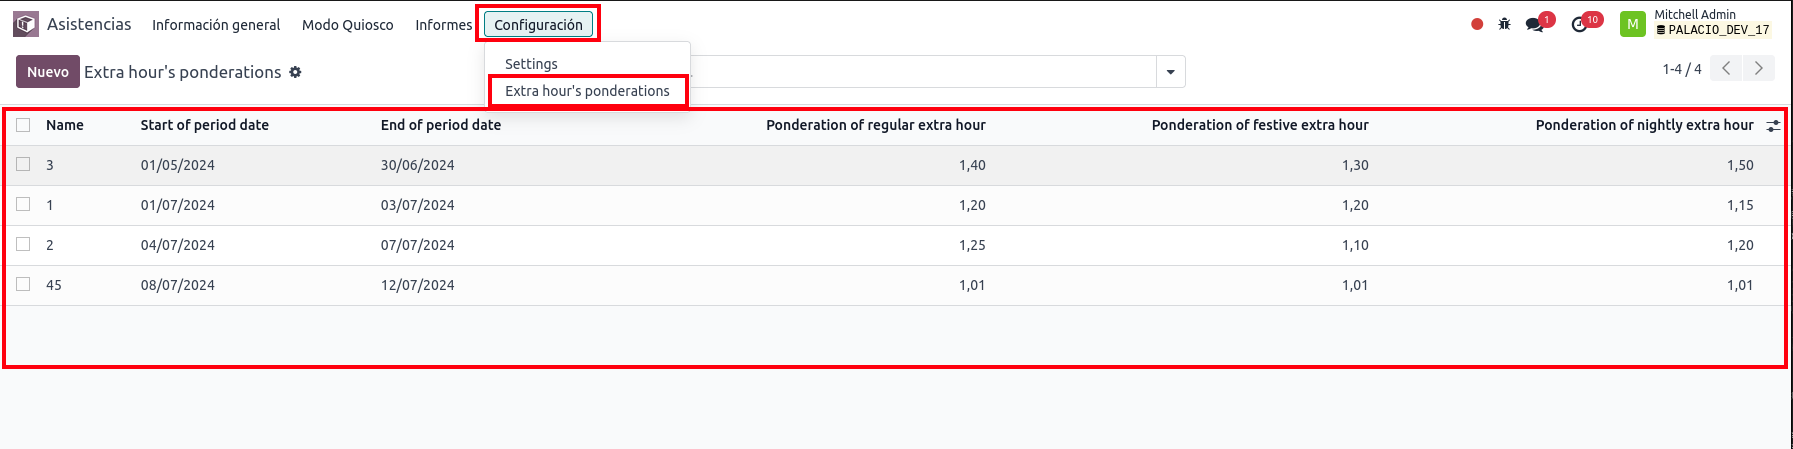 Asistencias Información general Modo Quiosco Informes Configuración 1 10 M Mitchell Admin
PALACIO_DEV_17
Nuevo Extra hour's ponderations 1-4 / 4
Settings
Extra hour's ponderations
Name Start of period date End of period date Ponderation of regular extra hour Ponderation of festive extra hour Ponderation of nightly extra hour
3 01/05/2024 30/06/2024 1,40 1,30 1,50
1 01/07/2024 03/07/2024 1,20 1,20 1,15
2 04/07/2024 07/07/2024 1,25 1,10 1,20
45 08/07/2024 12/07/2024 1,01 1,01 1,01